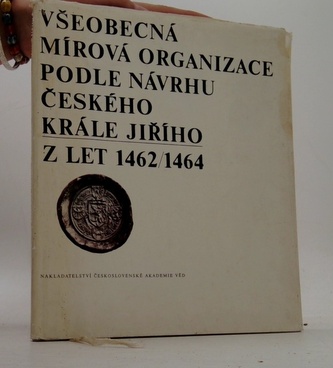 VŠEOBECNÁ
MÍROVÁ ORGANIZACE
PODLE NÁVRHU
ČESKÉHO
KRÁLE JIŘÍHO
Z LET 1462/1464
NAKLADATELSTVÍ ČESKOSLOVENSKÉ AKADEMIE VĚD